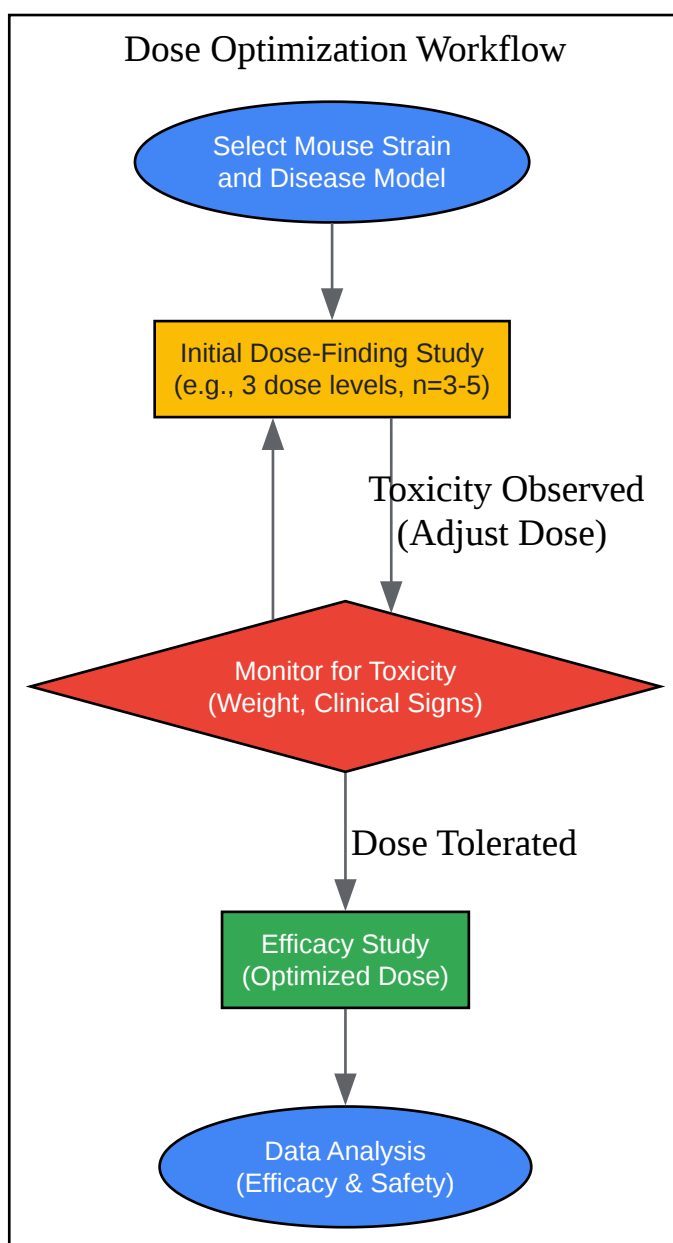 Dose Optimization Workflow
Select Mouse Strain
and Disease Model
Initial Dose-Finding Study
(e.g., 3 dose levels, n=3-5)
Toxicity Observed
(Adjust Dose)
Monitor for Toxicity
(Weight, Clinical Signs)
Dose Tolerated
Efficacy Study
(Optimized Dose)
Data Analysis
(Efficacy & Safety)